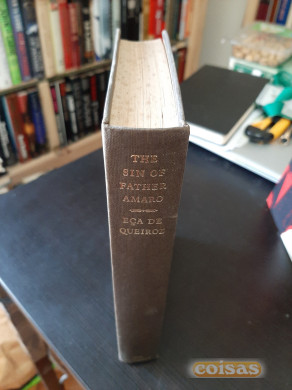 THE
SIN OF
FATHER
AMARO
EÇA DE
QUEIROZ
coisas